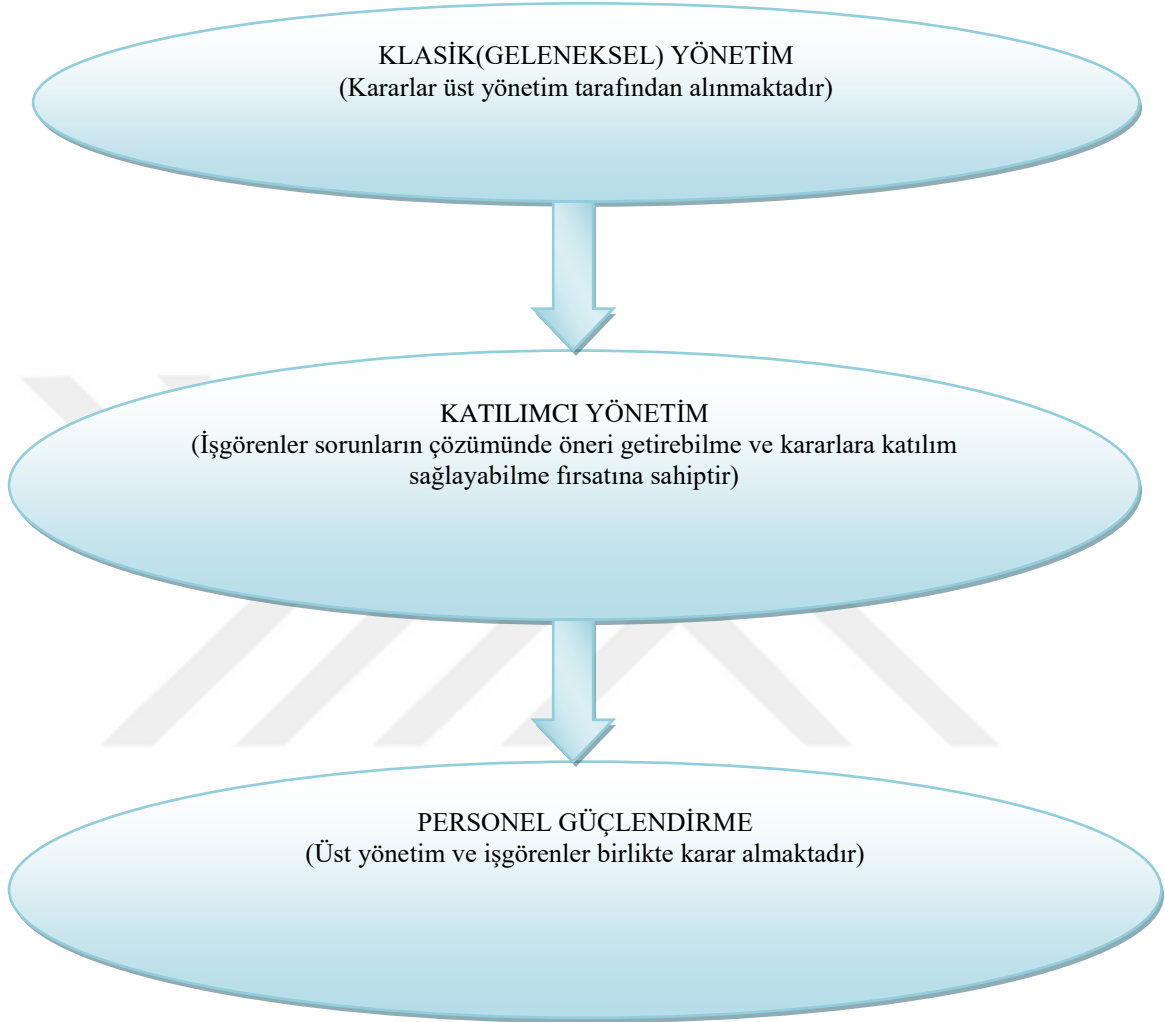 KLASİK(GELENEKSEL) YÖNETİM
(Kararlar üst yönetim tarafından alınmaktadır)
KATILIMCI YÖNETİM
(İşgörenler sorunların çözümünde öneri getirebilme ve kararlara katılım
sağlayabilme fırsatına sahiptir)
PERSONEL GÜÇLENDİRME
(Üst yönetim ve işgörenler birlikte karar almaktadır)